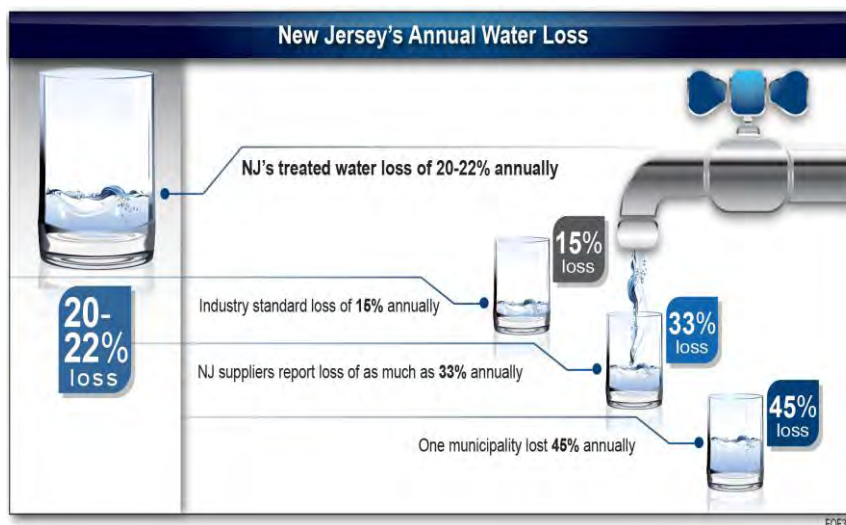 New Jersey's Annual Water Loss
NJ's treated water loss of 20-22% annually
15%
loss
20-
22%
loss
Industry standard loss of 15% annually
33%
loss
NJ suppliers report loss of as much as 33% annually
45%
loss
One municipality lost 45% annually